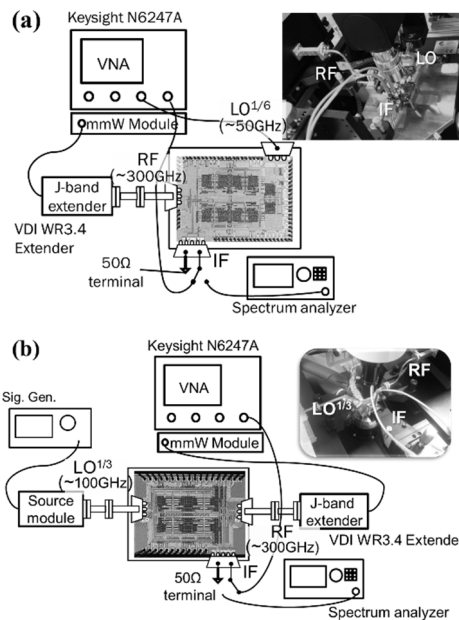 (a)
Keysight N6247A
VNA
mmW Module
LO1/6
(~50GHz)
RF
LO
IF
RF
(~300GHz)
J-band
extender
VDI WR3.4
Extender
50Ω
terminal
IF
Spectrum analyzer
(b)
Keysight N6247A
Sig. Gen.
VNA
mmW Module
RF
LO1/3
IF
LO1/3
(~100GHz)
Source
module
J-band
extender
RF
(~300GHz)
VDI WR3.4 Extende
IF
50Ω
terminal
Spectrum analyzer